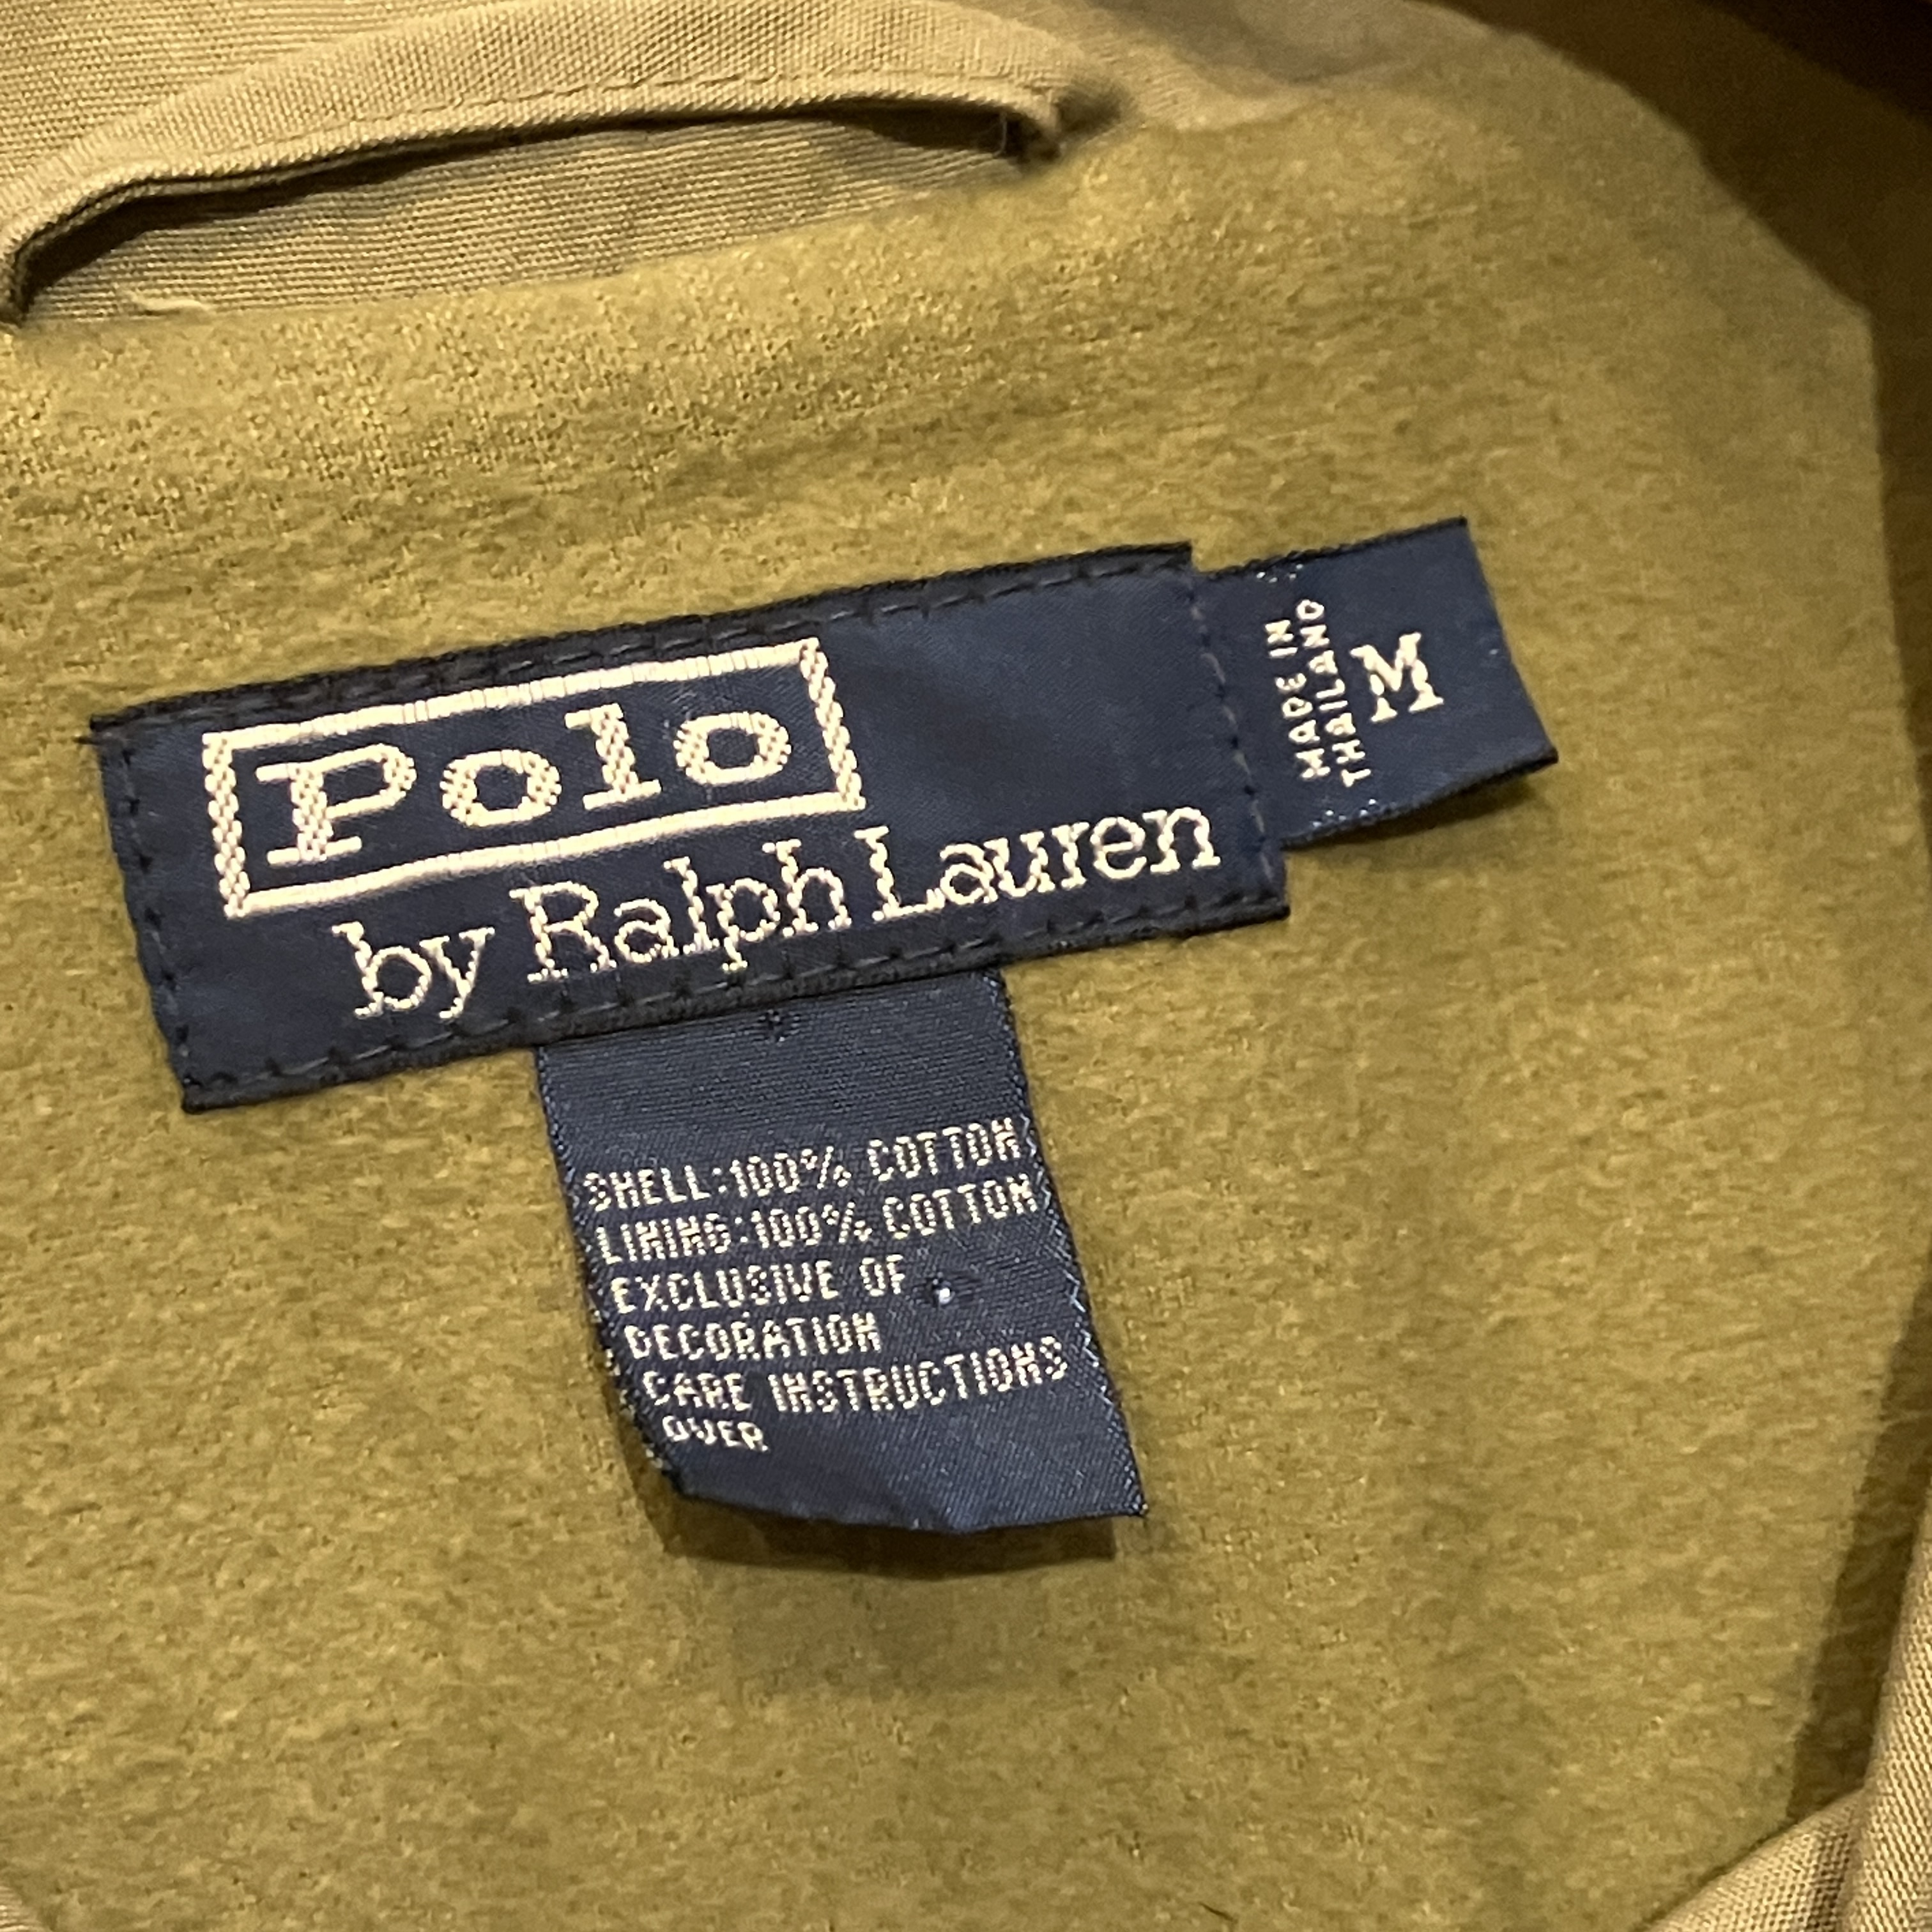 Polo
by Ralph Lauren
MADE IN
THAILAND
M
SHELL:100% COTTON
LINING:100% COTTON
EXCLUSIVE OF
DECORATION
CARE INSTRUCTIONS
OVER